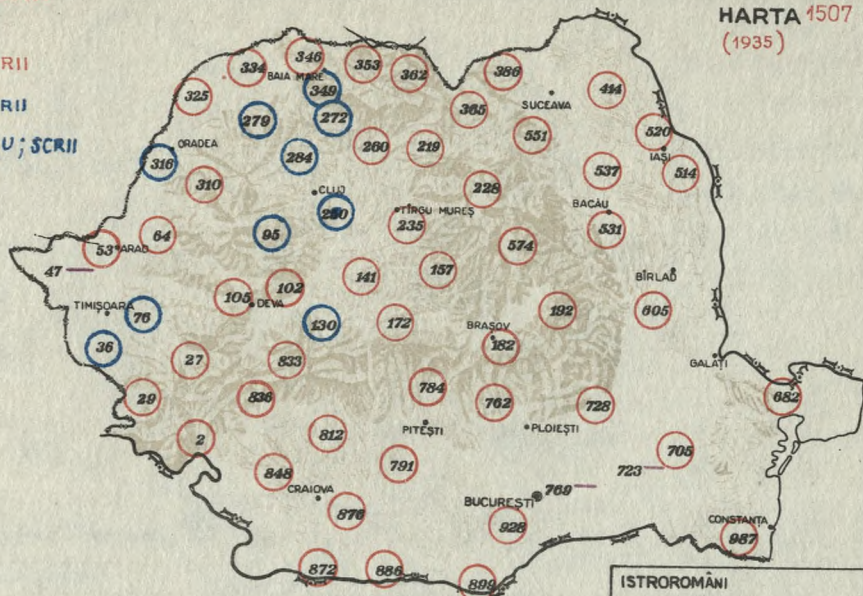 HARTA 1507
(1935)
RII
RII
U; SCRII
346
353
334
BAIA MARE
362
386
349
325
414
SUCEAVA
365
279
272
520
551
ORADEA
260
219
IAȘI
316
284
537
514
310
228
CLUJ
BACĂU
TÎRGU MUREȘ
235
531
64
95
53
ARAD
574
47
141
157
BÎRLAD
102
105
DEVA
TIMIȘOARA
76
192
605
130
172
BRAȘOV
36
182
27
833
GALAȚI
784
29
836
762
728
682
2
812
PITEȘTI
PLOIEȘTI
705
791
848
723
769
CRAIOVA
BUCUREȘTI
876
928
CONSTANȚA
987
872
886
899
ISTROROMÂNI